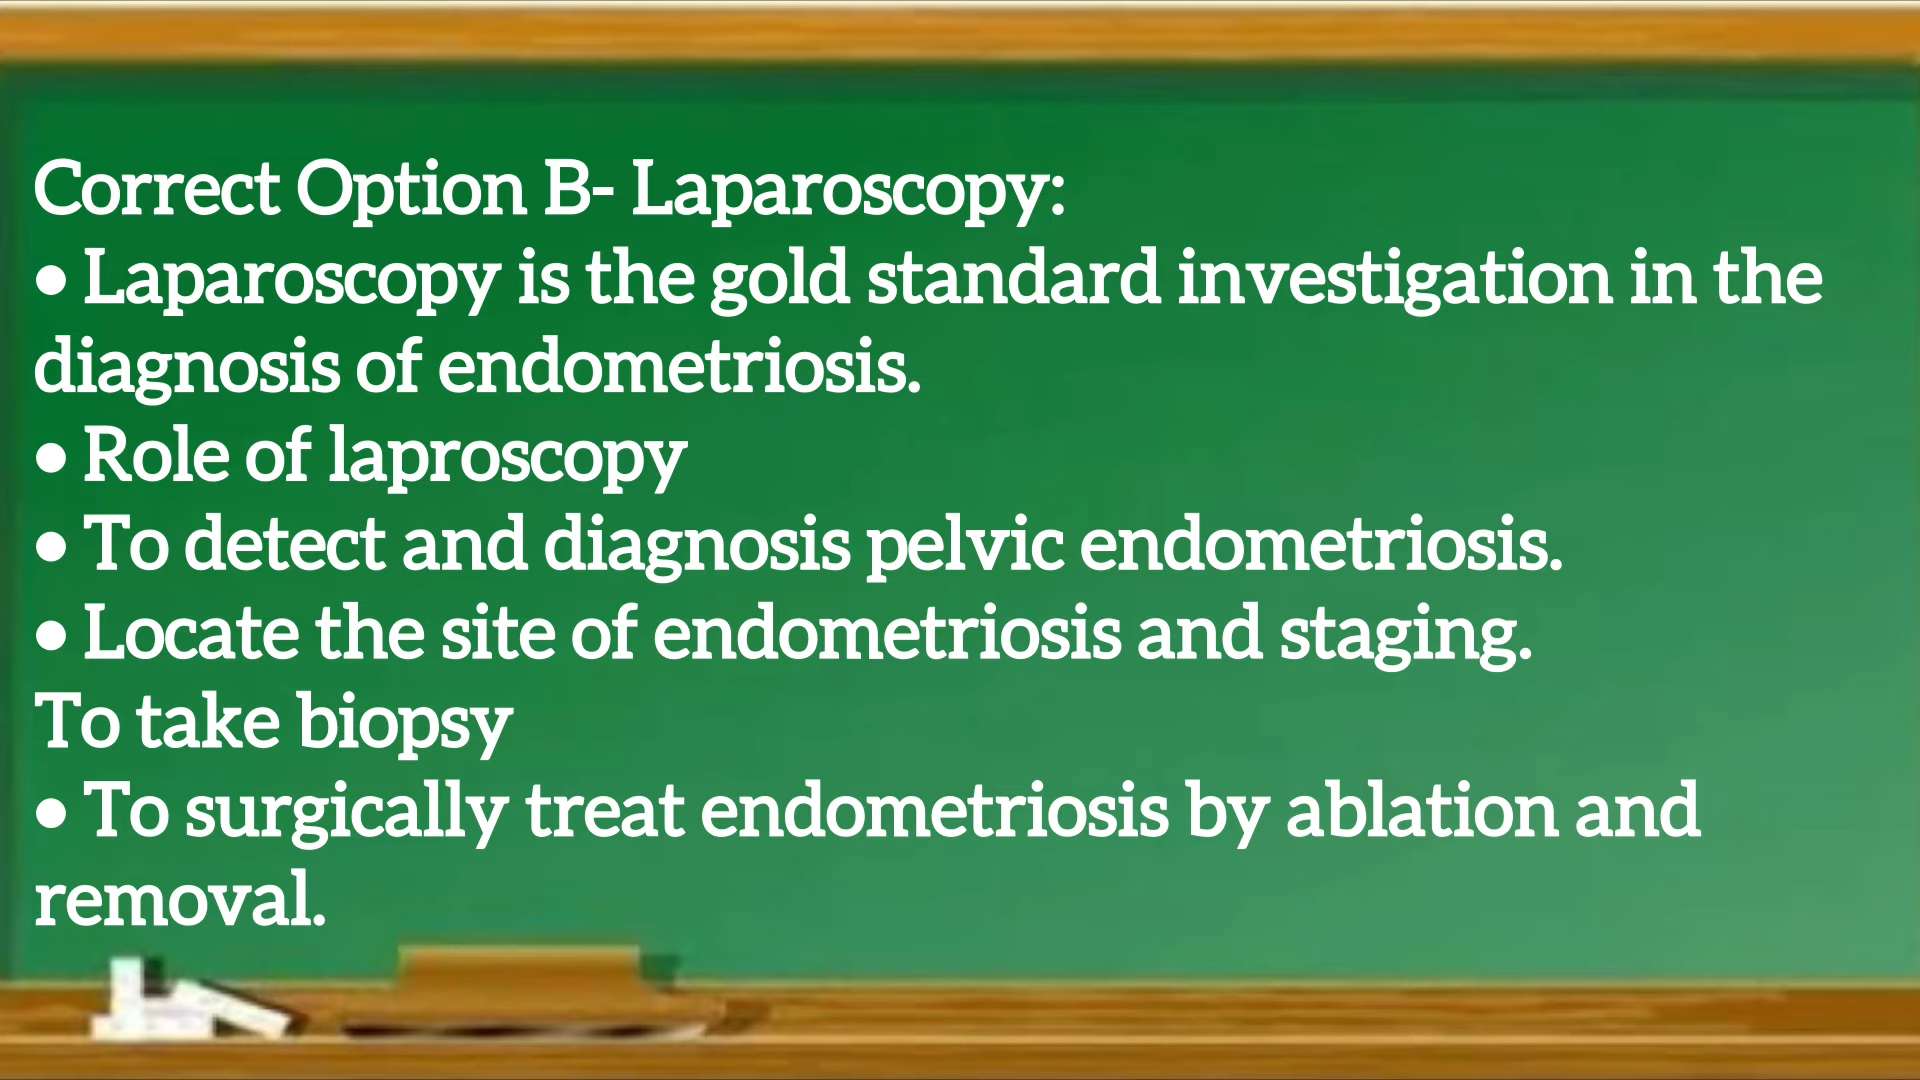 Correct Option B- Laparoscopy:
• Laparoscopy is the gold standard investigation in the
diagnosis of endometriosis.
• Role of laproscopy
• To detect and diagnosis pelvic endometriosis.
• Locate the site of endometriosis and staging.
To take biopsy
• To surgically treat endometriosis by ablation and
removal.